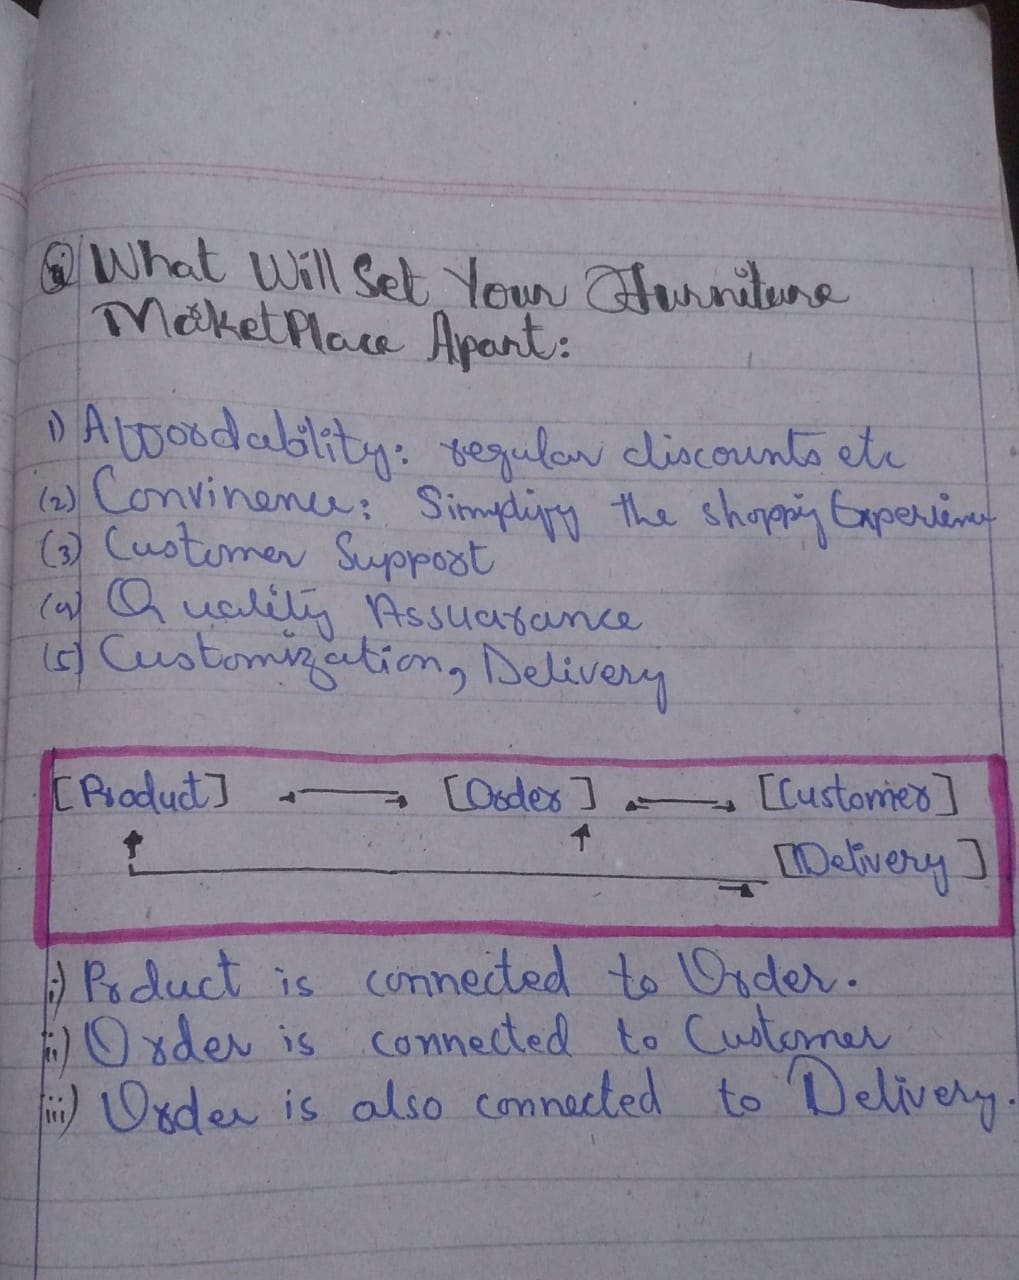 What Will Set Your Furniture
MarketPlace Apart:
1) Affordability: regular discounts etc
(2) Convinence: Simplify the shoppig Experience
(3) Customer Support
(4) Quality Assuarance
(5) Customization, Delivery
[Product] [Order] [Customer]
[Delivery]
i) Product is connected to Order.
ii) Order is connected to Customer
iii) Order is also connected to Delivery.